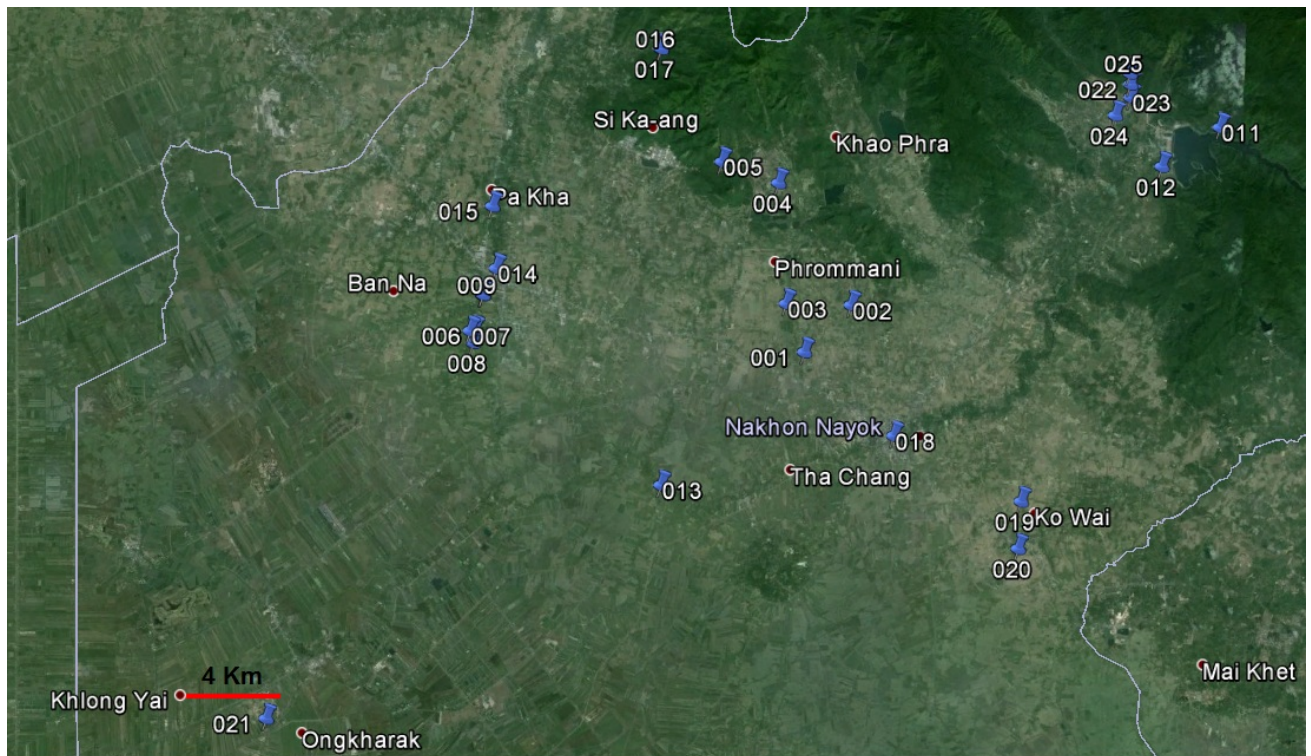 016
017
025
022
023
024
011
Si Ka-ang
Khao Phra
005
004
012
Pa Kha
015
Phrommani
014
Ban Na
009
003
002
006
007
008
001
Nakhon Nayok
018
Tha Chang
013
019
Ko Wai
020
Mai Khet
4 Km
Khlong Yai
021
Ongkharak